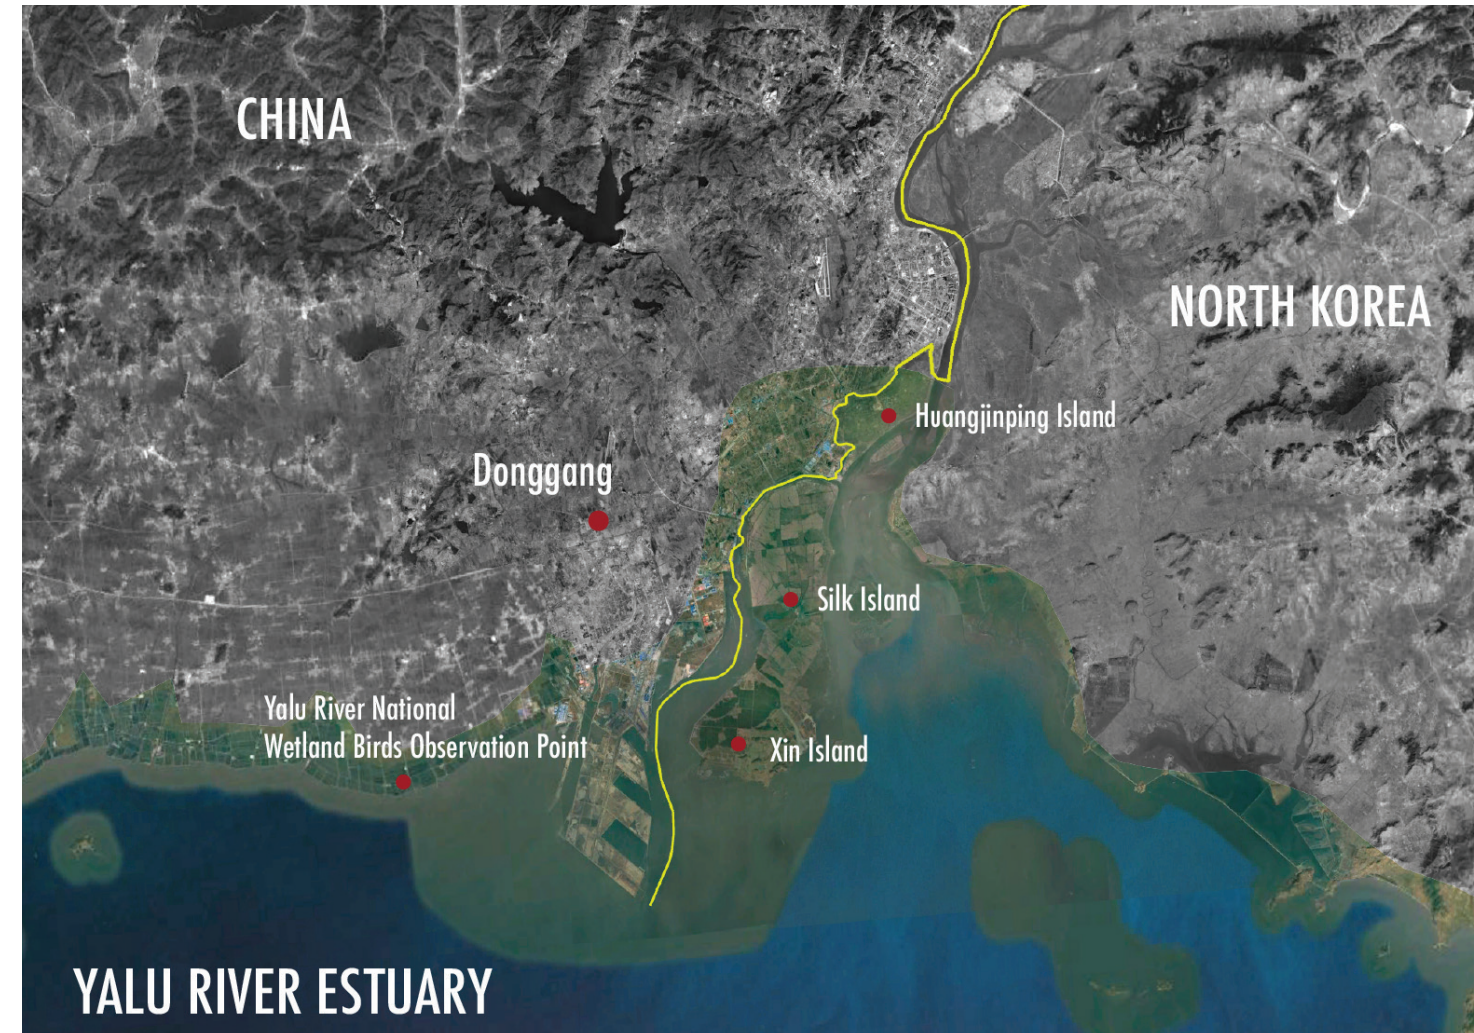 CHINA
NORTH KOREA
Huangjinping Island
Donggang
Silk Island
Yalu River National
Wetland Birds Observation Point
Xin Island
YALU RIVER ESTUARY